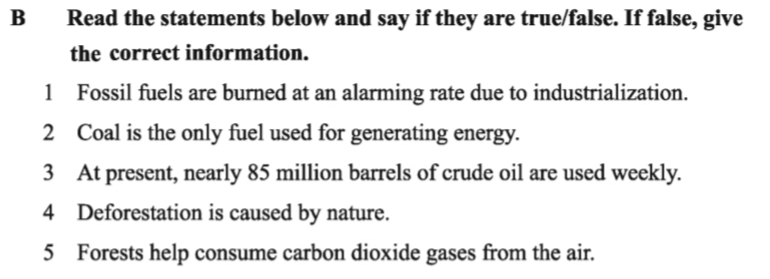 B Read the statements below and say if they are true/false. If false, give
the correct information.
1 Fossil fuels are burned at an alarming rate due to industrialization.
2 Coal is the only fuel used for generating energy.
3 At present, nearly 85 million barrels of crude oil are used weekly.
4 Deforestation is caused by nature.
5 Forests help consume carbon dioxide gases from the air.